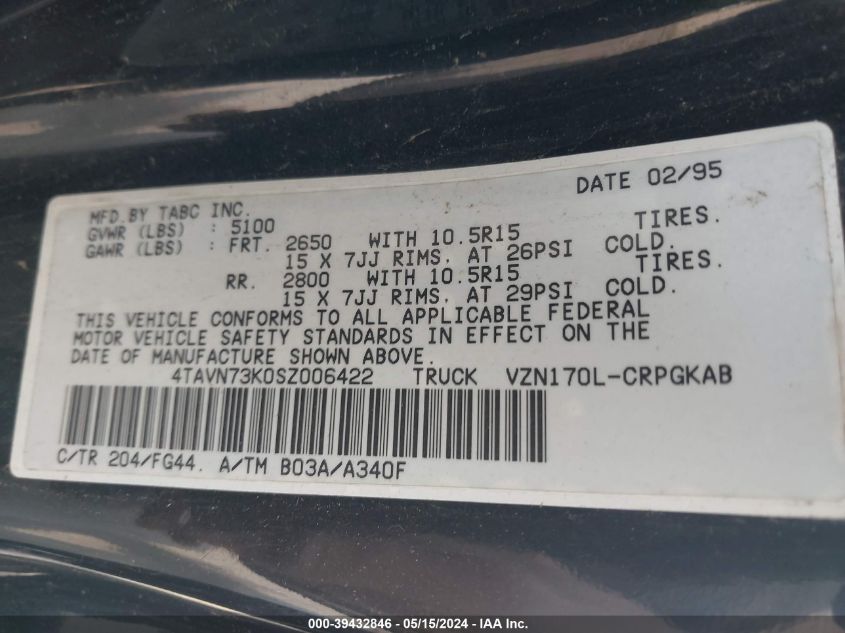 DATE 02/95
MFD.BY TABC INC.
GVWR (LBS) : 5100
GAWR (LBS) : FRT. 2650 WITH 10.5R15 TIRES.
15 X 7JJ RIMS. AT 26PSI COLD.
RR. 2800 WITH 10.5R15 TIRES.
15 X 7JJ RIMS. AT 29PSI COLD.
THIS VEHICLE CONFORMS TO ALL APPLICABLE FEDERAL
MOTOR VEHICLE SAFETY STANDARDS IN EFFECT ON THE
DATE OF MANUFACTURE SHOWN ABOVE.
4TAVN73K0SZ006422 TRUCK VZN170L-CRPGKAB
C/TR 204/FG44. A/TM B03A/A340F
000-39432846 - 05/15/2024 - IAA Inc.